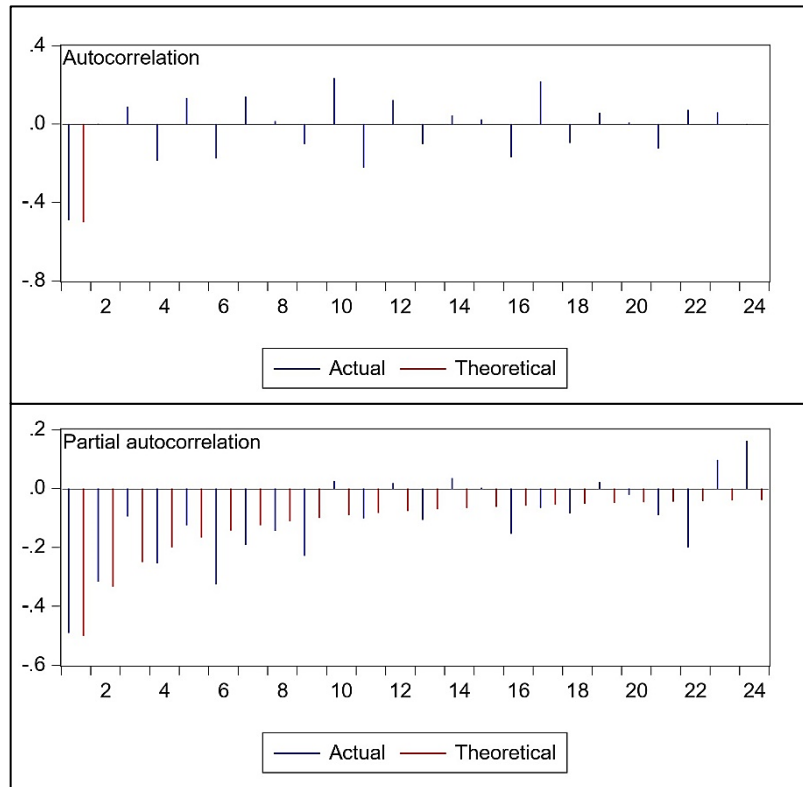 Autocorrelation
.4
.0
-.4
-.8
2 4 6 8 10 12 14 16 18 20 22 24
Actual Theoretical
Partial autocorrelation
.2
.0
-.2
-.4
-.6
2 4 6 8 10 12 14 16 18 20 22 24
Actual Theoretical